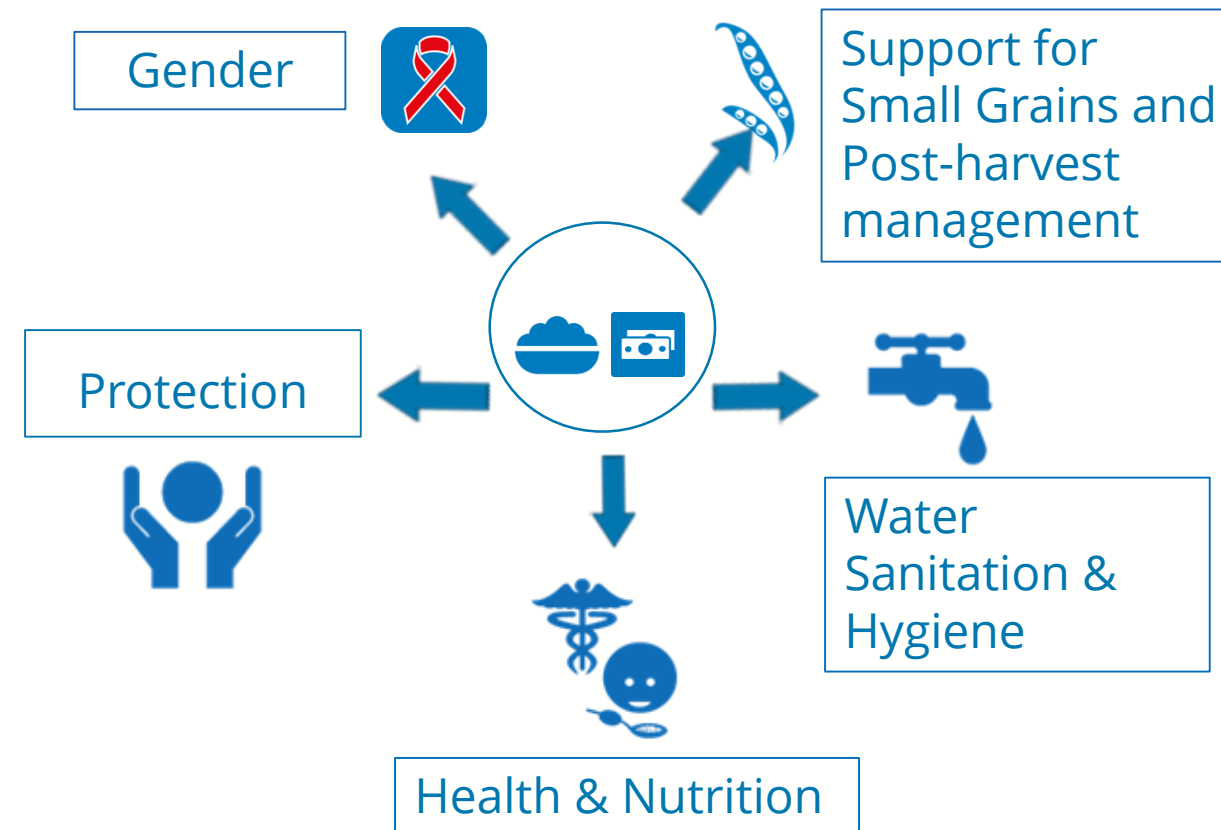 Gender
Support for
Small Grains and
Post-harvest
management
Protection
Water
Sanitation &
Hygiene
Health & Nutrition